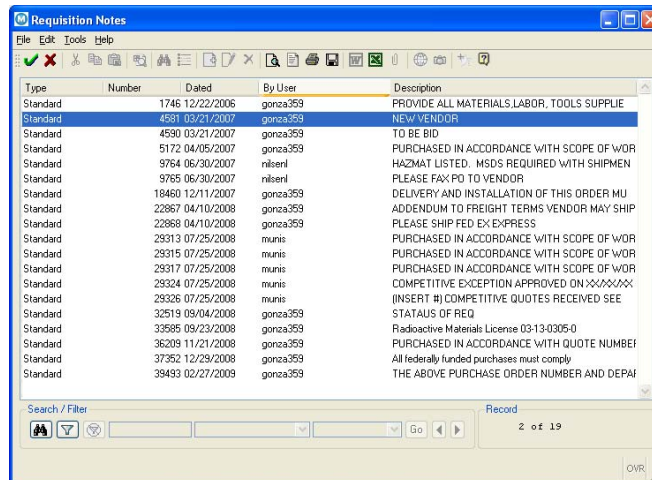 Requisition Notes
File Edit Tools Help
Type Number Dated By User Description
Standard 1746 12/22/2006 gonza359 PROVIDE ALL MATERIALS,LABOR, TOOLS SUPPLIE
Standard 4581 03/21/2007 gonza359 NEW VENDOR
Standard 4590 03/21/2007 gonza359 TO BE BID
Standard 5172 04/05/2007 gonza359 PURCHASED IN ACCORDANCE WITH SCOPE OF WOR
Standard 9764 06/30/2007 nilsenl HAZMAT LISTED. MSDS REQUIRED WITH SHIPMEN
Standard 9765 06/30/2007 nilsenl PLEASE FAX PO TO VENDOR
Standard 18460 12/11/2007 gonza359 DELIVERY AND INSTALLATION OF THIS ORDER MU
Standard 22867 04/10/2008 gonza359 ADDENDUM TO FREIGHT TERMS VENDOR MAY SHIP
Standard 22868 04/10/2008 gonza359 PLEASE SHIP FED EX EXPRESS
Standard 29313 07/25/2008 munis PURCHASED IN ACCORDANCE WITH SCOPE OF WOR
Standard 29315 07/25/2008 munis PURCHASED IN ACCORDANCE WITH SCOPE OF WOR
Standard 29317 07/25/2008 munis PURCHASED IN ACCORDANCE WITH SCOPE OF WOR
Standard 29324 07/25/2008 munis COMPETITIVE EXCEPTION APPROVED ON XX/XX/XX
Standard 29326 07/25/2008 munis (INSERT #) COMPETITIVE QUOTES RECEIVED SEE
Standard 32519 09/04/2008 gonza359 STATAUS OF REQ
Standard 33585 09/23/2008 gonza359 Radioactive Materials License 03-13-0305-0
Standard 36209 11/21/2008 gonza359 PURCHASED IN ACCORDANCE WITH QUOTE NUMBER
Standard 37352 12/29/2008 gonza359 All federally funded purchases must comply
Standard 39493 02/27/2009 gonza359 THE ABOVE PURCHASE ORDER NUMBER AND DEPAR
Search / Filter Record
Go 2 of 19
OVR